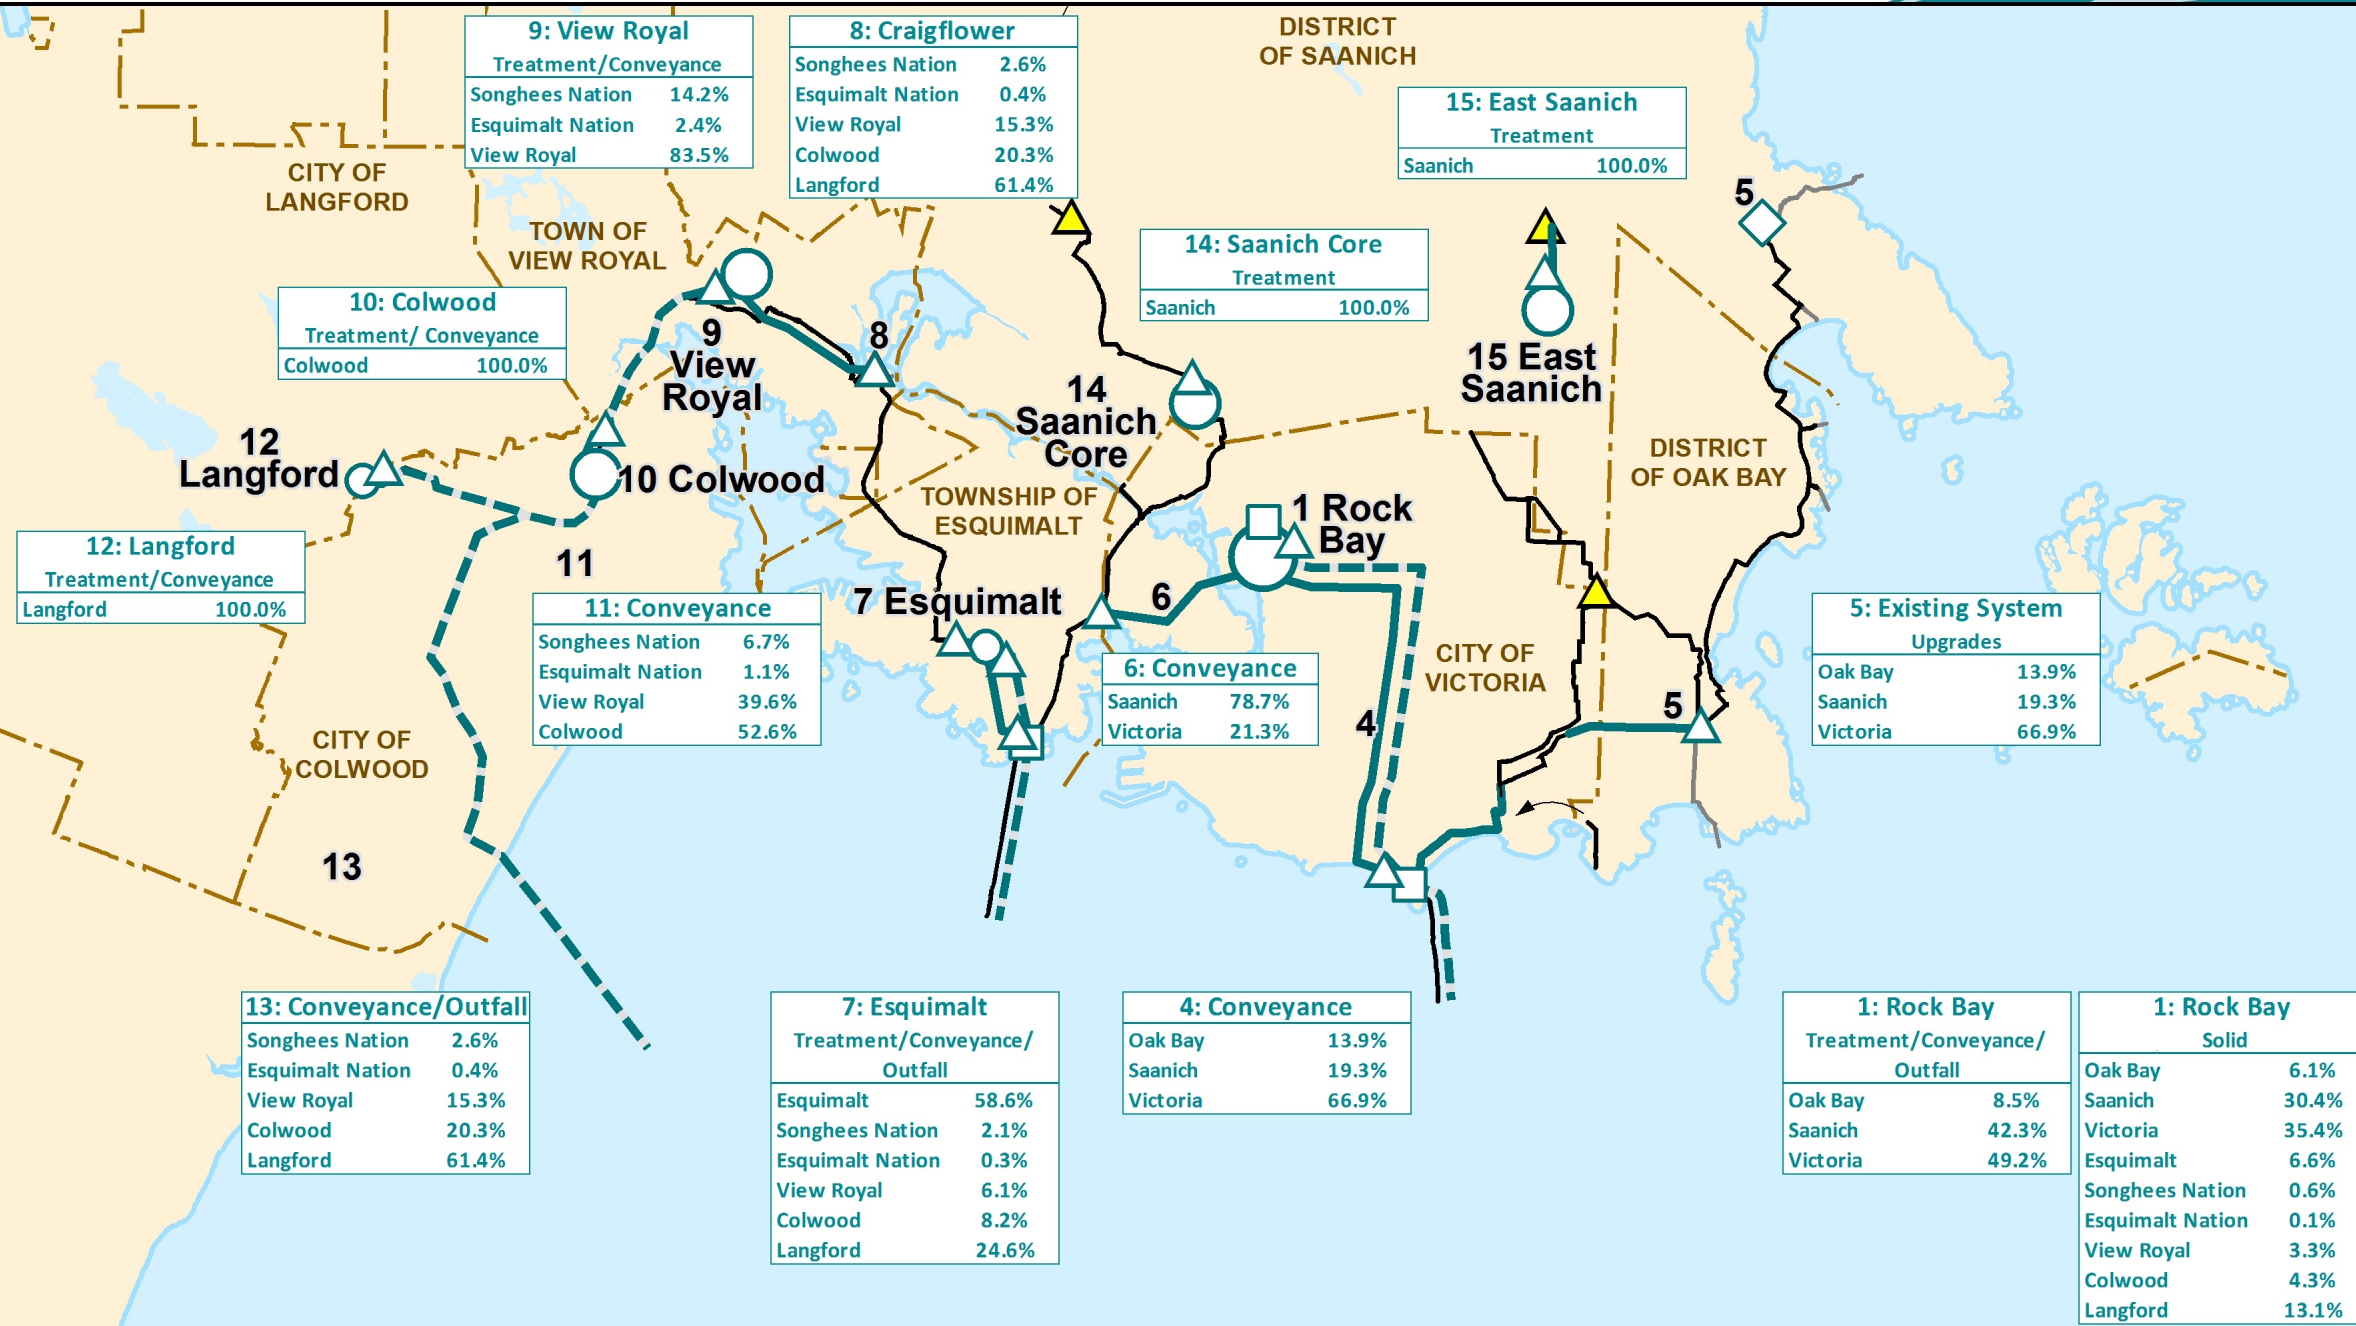 9: View Royal
Treatment/Conveyance
Songhees Nation 14.2%
Esquimalt Nation 2.4%
View Royal 83.5%
8: Craigflower
Songhees Nation 2.6%
Esquimalt Nation 0.4%
View Royal 15.3%
Colwood 20.3%
Langford 61.4%
DISTRICT
OF SAANICH
15: East Saanich
Treatment
Saanich 100.0%
CITY OF
LANGFORD
TOWN OF
VIEW ROYAL
5
14: Saanich Core
Treatment
Saanich 100.0%
10: Colwood
Treatment/ Conveyance
Colwood 100.0%
9
View
Royal
8
15 East
Saanich
14
Saanich
Core
12
Langford
10 Colwood
DISTRICT
OF OAK BAY
TOWNSHIP OF
ESQUIMALT
1 Rock
Bay
12: Langford
Treatment/Conveyance
Langford 100.0%
11
11: Conveyance
Songhees Nation 6.7%
Esquimalt Nation 1.1%
View Royal 39.6%
Colwood 52.6%
7 Esquimalt
6
6: Conveyance
Saanich 78.7%
Victoria 21.3%
CITY OF
VICTORIA
5: Existing System
Upgrades
Oak Bay 13.9%
Saanich 19.3%
Victoria 66.9%
4
5
CITY OF
COLWOOD
13
13: Conveyance/Outfall
Songhees Nation 2.6%
Esquimalt Nation 0.4%
View Royal 15.3%
Colwood 20.3%
Langford 61.4%
7: Esquimalt
Treatment/Conveyance/
Outfall
Esquimalt 58.6%
Songhees Nation 2.1%
Esquimalt Nation 0.3%
View Royal 6.1%
Colwood 8.2%
Langford 24.6%
4: Conveyance
Oak Bay 13.9%
Saanich 19.3%
Victoria 66.9%
1: Rock Bay
Treatment/Conveyance/
Outfall
Oak Bay 8.5%
Saanich 42.3%
Victoria 49.2%
1: Rock Bay
Solid
Oak Bay 6.1%
Saanich 30.4%
Victoria 35.4%
Esquimalt 6.6%
Songhees Nation 0.6%
Esquimalt Nation 0.1%
View Royal 3.3%
Colwood 4.3%
Langford 13.1%